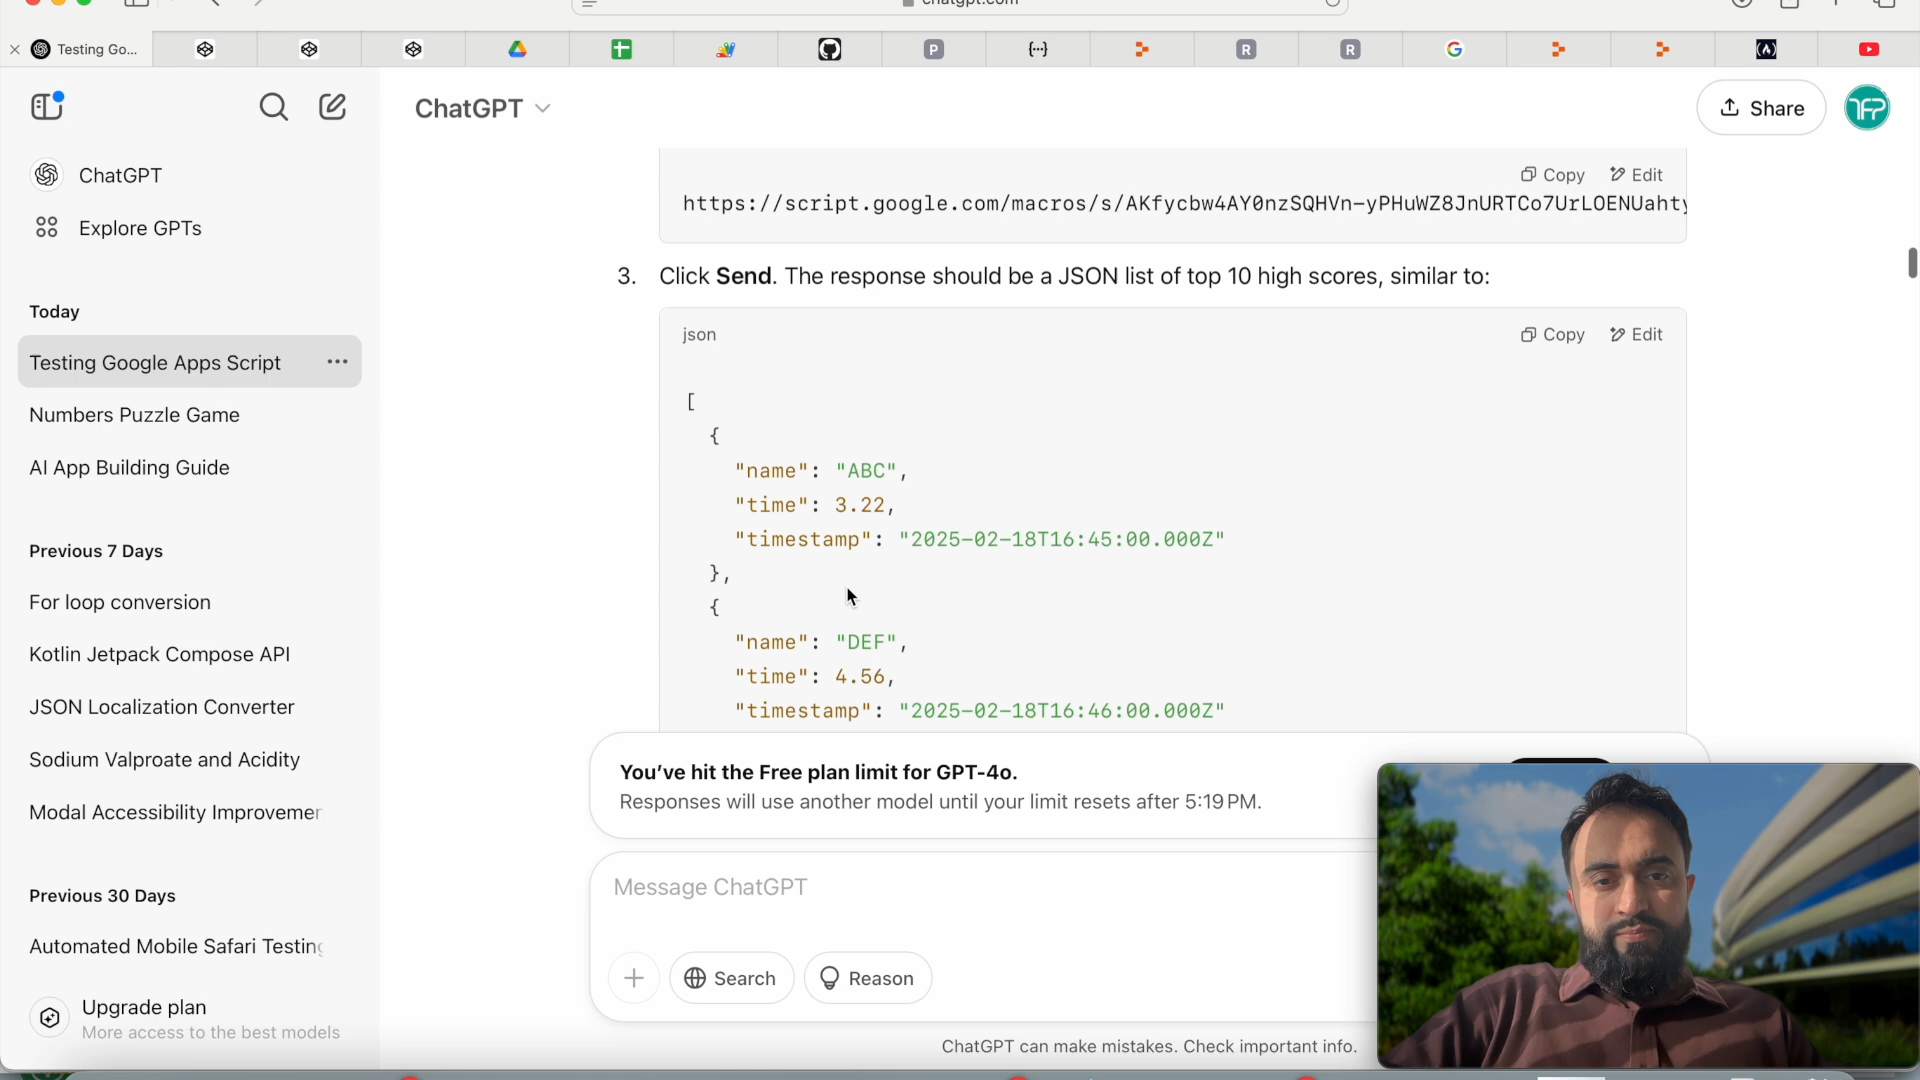 chatgpt.com
Testing Go...
P
R
R
ChatGPT
Share
TFP
ChatGPT
Explore GPTs
Today
Testing Google Apps Script
Numbers Puzzle Game
AI App Building Guide
Previous 7 Days
For loop conversion
Kotlin Jetpack Compose API
JSON Localization Converter
Sodium Valproate and Acidity
Modal Accessibility Improvemen
Previous 30 Days
Automated Mobile Safari Testing
Upgrade plan
More access to the best models
Copy Edit
https://script.google.com/macros/s/AKfycbw4AY0nzSQHVn-yPHuWZ8JnURTCo7UrLOENUahty
3. Click Send. The response should be a JSON list of top 10 high scores, similar to:
json Copy Edit
[
{
"name": "ABC",
"time": 3.22,
"timestamp": "2025-02-18T16:45:00.000Z"
},
{
"name": "DEF",
"time": 4.56,
"timestamp": "2025-02-18T16:46:00.000Z"
You've hit the Free plan limit for GPT-4o.
Responses will use another model until your limit resets after 5:19 PM.
Message ChatGPT
Search Reason
ChatGPT can make mistakes. Check important info.